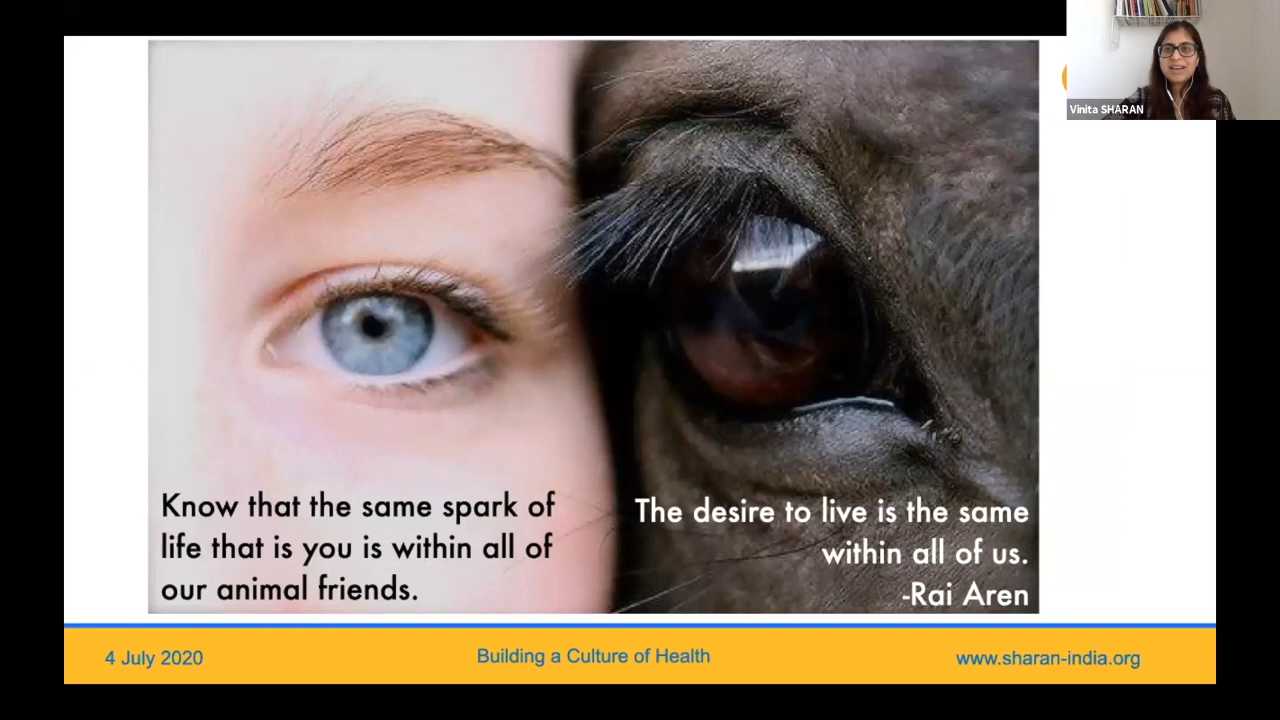 Vinita SHARAN
Know that the same spark of
life that is you is within all of
our animal friends.
The desire to live is the same
within all of us.
-Rai Aren
4 July 2020
Building a Culture of Health
www.sharan-india.org